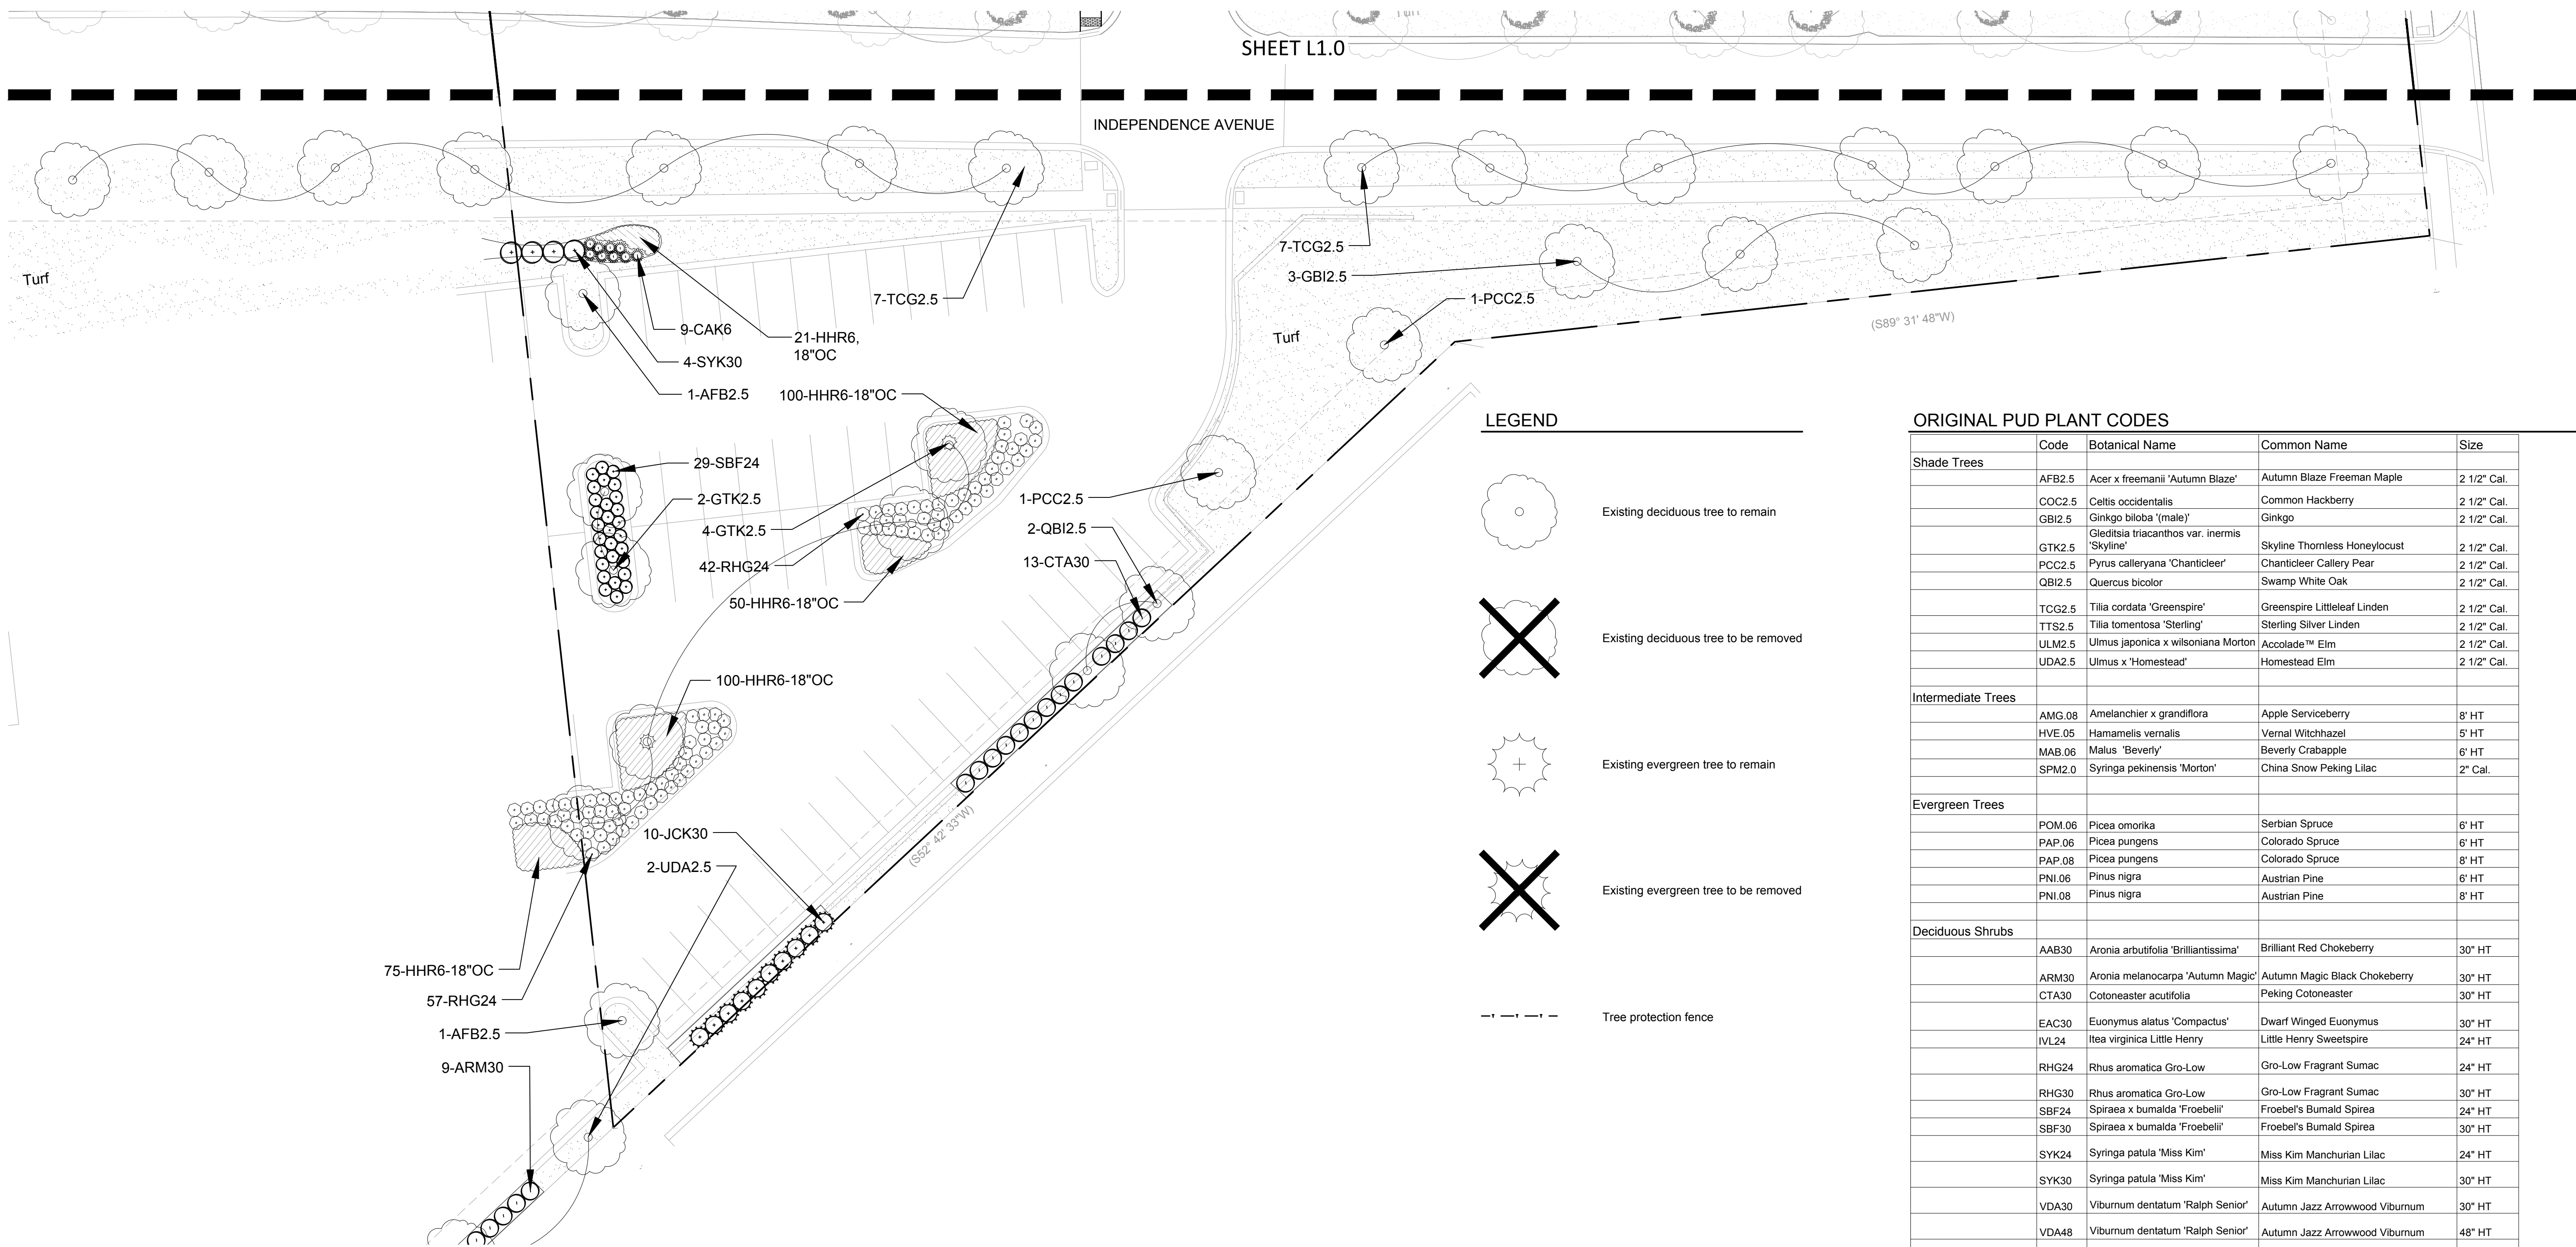 Turf
SHEET L1.0
INDEPENDENCE AVENUE
Turf
7-TCG2.5
9-CAK6
21-HHR6,
18"OC
4-SYK30
1-AFB2.5
100-HHR6-18"OC
7-TCG2.5
3-GBI2.5
1-PCC2.5
(S89° 31' 48"W)
Turf
29-SBF24
2-GTK2.5
4-GTK2.5
42-RHG24
50-HHR6-18"OC
1-PCC2.5
2-QBI2.5
13-CTA30
100-HHR6-18"OC
10-JCK30
2-UDA2.5
(S52° 42' 33"W)
75-HHR6-18"OC
57-RHG24
1-AFB2.5
9-ARM30
LEGEND
Existing deciduous tree to remain
Existing deciduous tree to be removed
Existing evergreen tree to remain
Existing evergreen tree to be removed
Tree protection fence
ORIGINAL PUD PLANT CODES
Code Botanical Name Common Name Size
Shade Trees
AFB2.5 Acer x freemanii 'Autumn Blaze' Autumn Blaze Freeman Maple 2 1/2" Cal.
COC2.5 Celtis occidentalis Common Hackberry 2 1/2" Cal.
GBI2.5 Ginkgo biloba '(male)' Ginkgo 2 1/2" Cal.
Gleditsia triacanthos var. inermis
GTK2.5 'Skyline' Skyline Thornless Honeylocust 2 1/2" Cal.
PCC2.5 Pyrus calleryana 'Chanticleer' Chanticleer Callery Pear 2 1/2" Cal.
QBI2.5 Quercus bicolor Swamp White Oak 2 1/2" Cal.
TCG2.5 Tilia cordata 'Greenspire' Greenspire Littleleaf Linden 2 1/2" Cal.
TTS2.5 Tilia tomentosa 'Sterling' Sterling Silver Linden 2 1/2" Cal.
ULM2.5 Ulmus japonica x wilsoniana Morton Accolade™ Elm 2 1/2" Cal.
UDA2.5 Ulmus x 'Homestead' Homestead Elm 2 1/2" Cal.
Intermediate Trees
AMG.08 Amelanchier x grandiflora Apple Serviceberry 8' HT
HVE.05 Hamamelis vernalis Vernal Witchhazel 5' HT
MAB.06 Malus 'Beverly' Beverly Crabapple 6' HT
SPM2.0 Syringa pekinensis 'Morton' China Snow Peking Lilac 2" Cal.
Evergreen Trees
POM.06 Picea omorika Serbian Spruce 6' HT
PAP.06 Picea pungens Colorado Spruce 6' HT
PAP.08 Picea pungens Colorado Spruce 8' HT
PNI.06 Pinus nigra Austrian Pine 6' HT
PNI.08 Pinus nigra Austrian Pine 8' HT
Deciduous Shrubs
AAB30 Aronia arbutifolia 'Brilliantissima' Brilliant Red Chokeberry 30" HT
ARM30 Aronia melanocarpa 'Autumn Magic' Autumn Magic Black Chokeberry 30" HT
CTA30 Cotoneaster acutifolia Peking Cotoneaster 30" HT
EAC30 Euonymus alatus 'Compactus' Dwarf Winged Euonymus 30" HT
IVL24 Itea virginica Little Henry Little Henry Sweetspire 24" HT
RHG24 Rhus aromatica Gro-Low Gro-Low Fragrant Sumac 24" HT
RHG30 Rhus aromatica Gro-Low Gro-Low Fragrant Sumac 30" HT
SBF24 Spiraea x bumalda 'Froebelii' Froebel's Bumald Spirea 24" HT
SBF30 Spiraea x bumalda 'Froebelii' Froebel's Bumald Spirea 30" HT
SYK24 Syringa patula 'Miss Kim' Miss Kim Manchurian Lilac 24" HT
SYK30 Syringa patula 'Miss Kim' Miss Kim Manchurian Lilac 30" HT
VDA30 Viburnum dentatum 'Ralph Senior' Autumn Jazz Arrowwood Viburnum 30" HT
VDA48 Viburnum dentatum 'Ralph Senior' Autumn Jazz Arrowwood Viburnum 48" HT